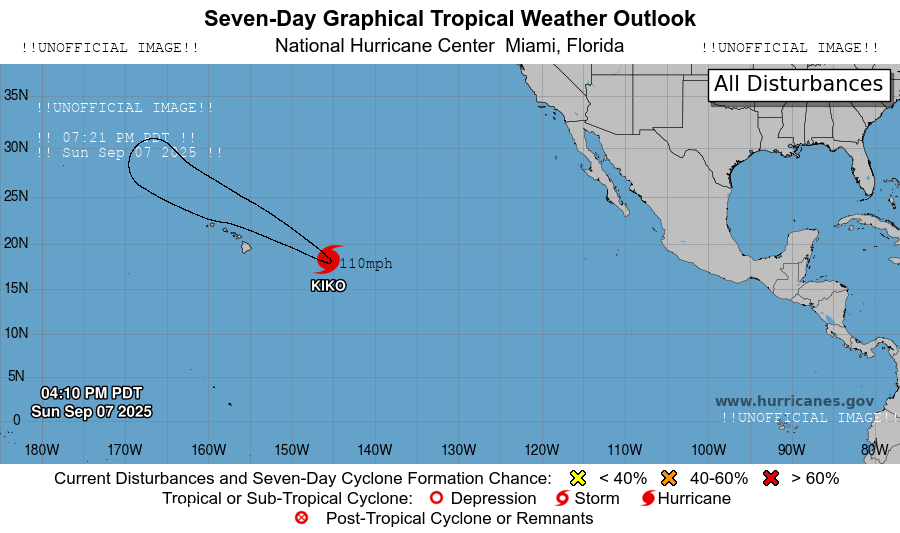 Seven-Day Graphical Tropical Weather Outlook
!!UNOFFICIAL IMAGE!!
National Hurricane Center  Miami, Florida
!!UNOFFICIAL IMAGE!!
All Disturbances
35N
!!UNOFFICIAL IMAGE!!
!! 07:21 PM PDT !!
30N
!! Sun Sep 07 2025 !!
25N
20N
110mph
KIKO
15N
10N
5N
04:10 PM PDT
Sun Sep 07 2025
www.hurricanes.gov
0
!!UNOFFICIAL IMAGE!!
180W 170W 160W 150W 140W 130W 120W 110W 100W 90W 80W
Current Disturbances and Seven-Day Cyclone Formation Chance: < 40% 40-60% > 60%
Tropical or Sub-Tropical Cyclone: Depression Storm Hurricane
Post-Tropical Cyclone or Remnants